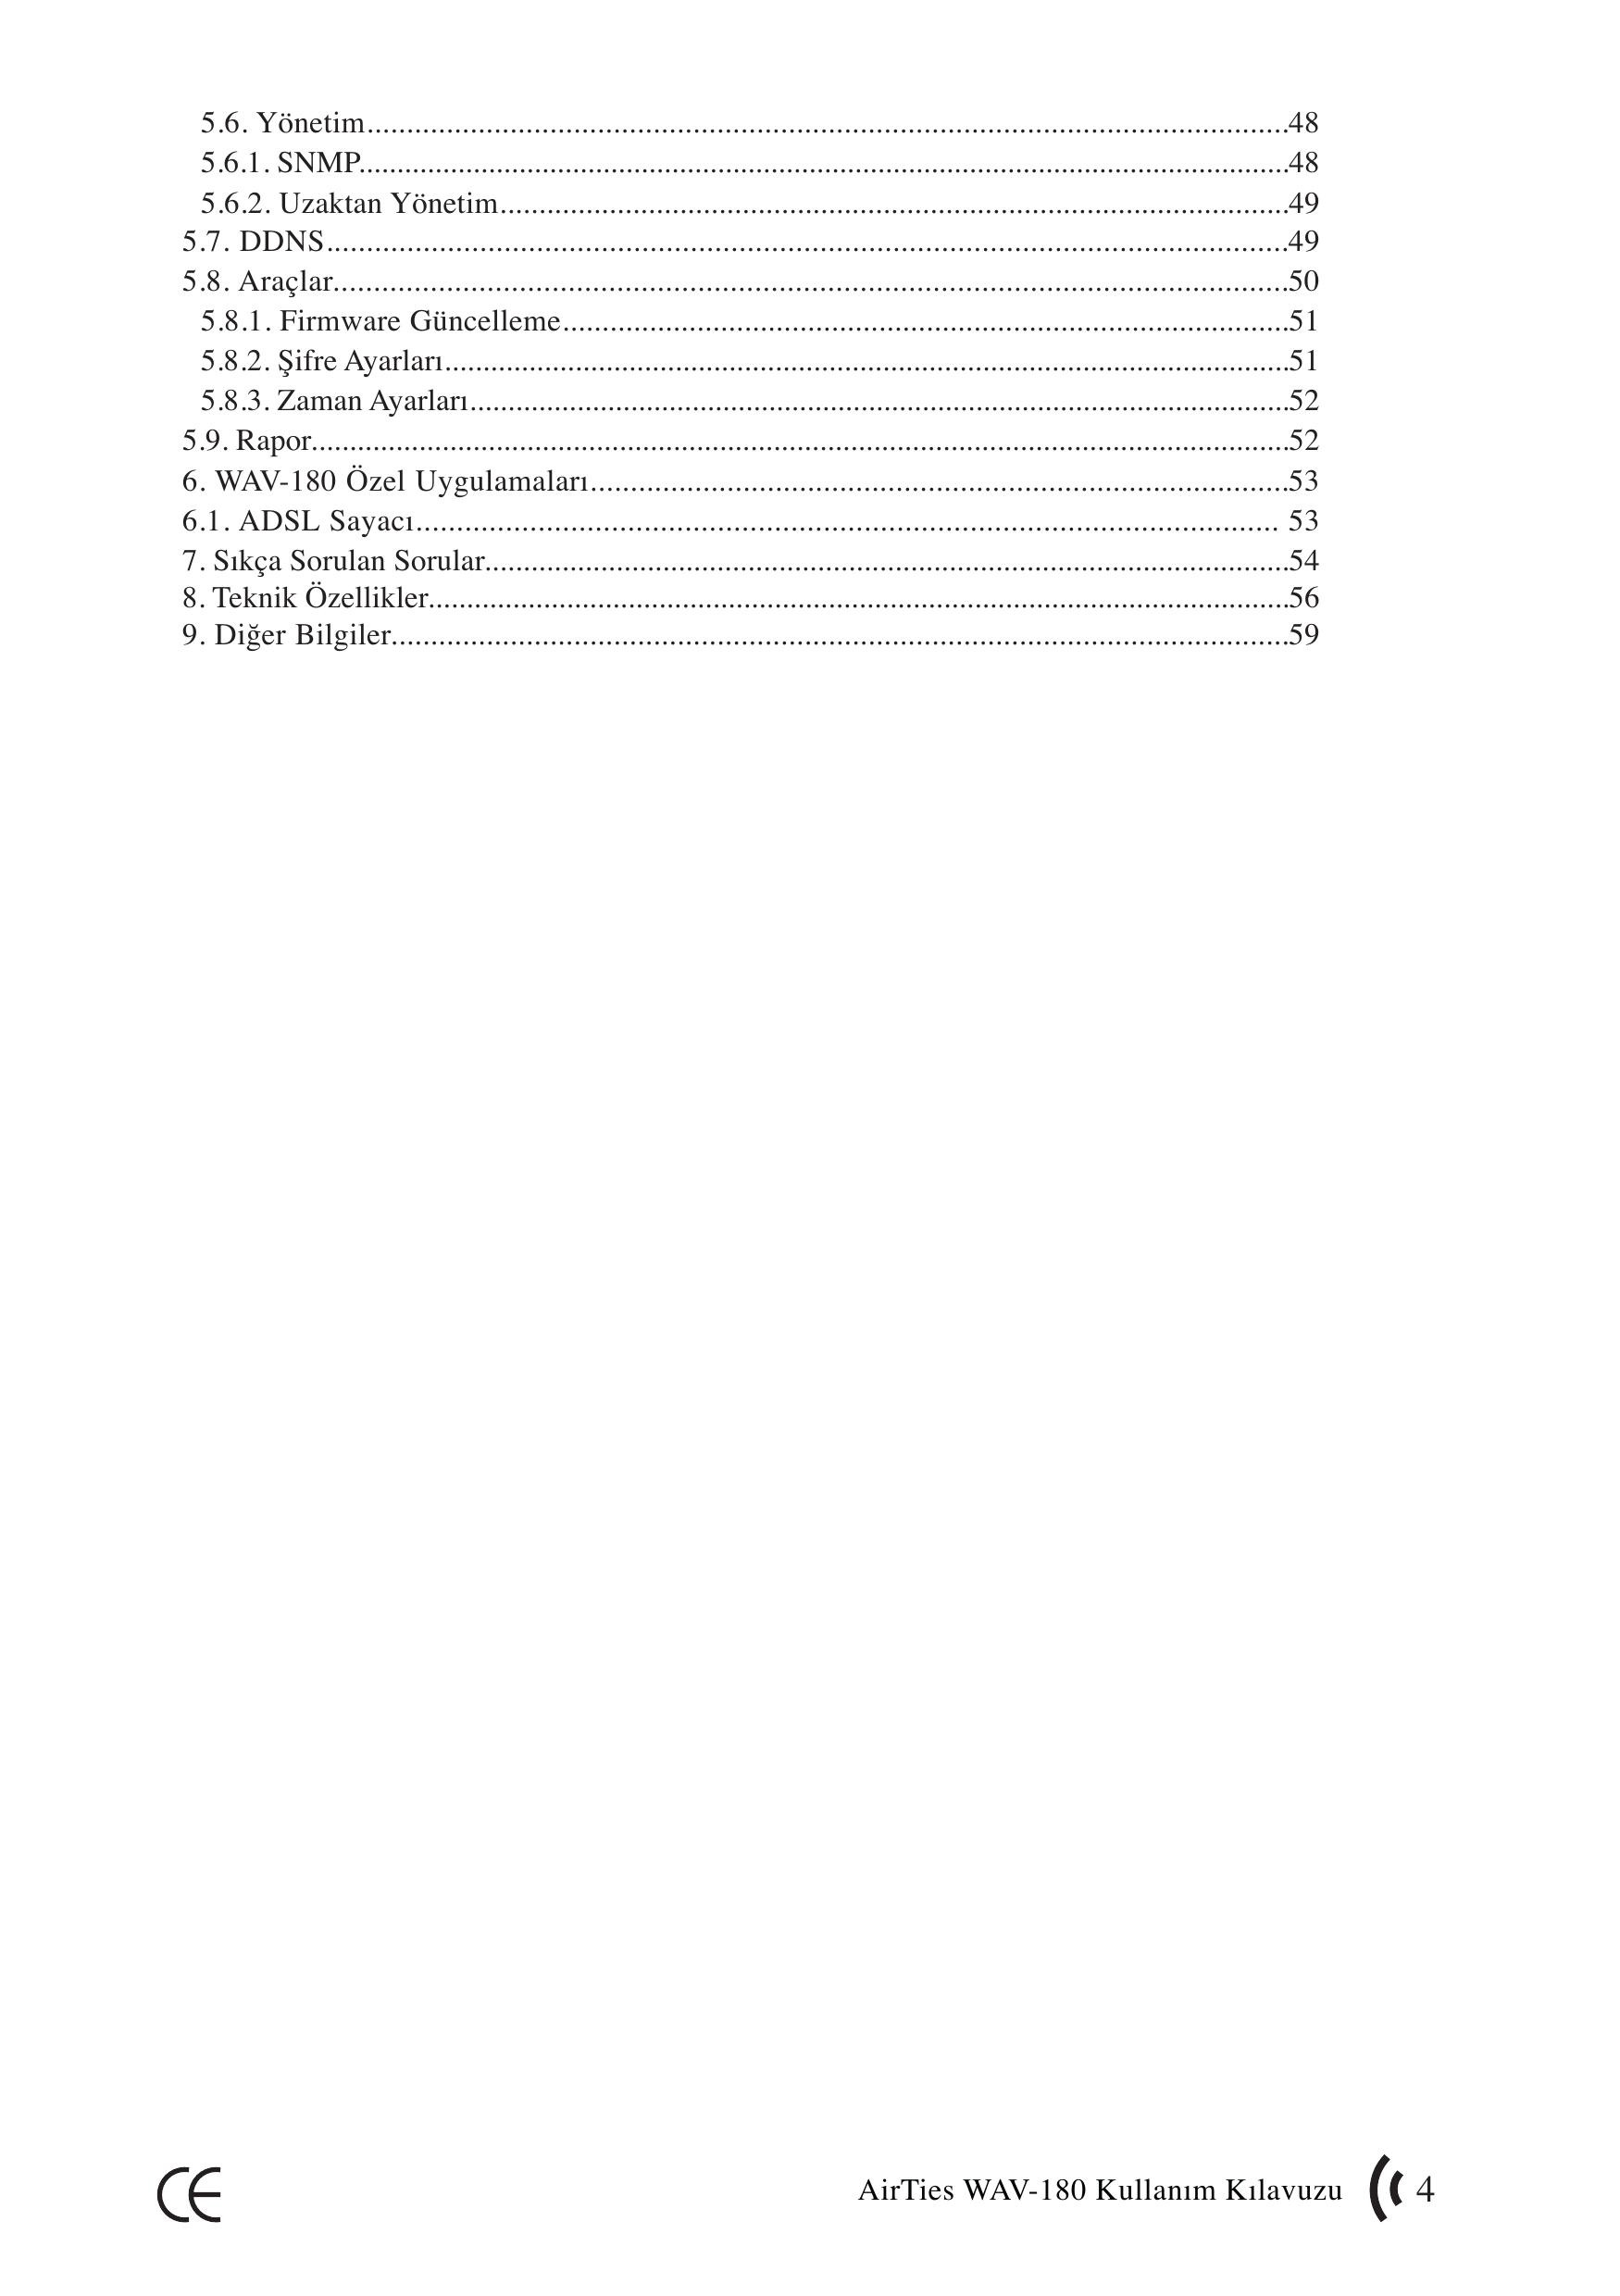 5.6. Yönetim....................................................................................................................48
5.6.1. SNMP.....................................................................................................................48
5.6.2. Uzaktan Yönetim...................................................................................................49
5.7. DDNS.........................................................................................................................49
5.8. Araçlar........................................................................................................................50
5.8.1. Firmware Güncelleme...........................................................................................51
5.8.2. Şifre Ayarları..........................................................................................................51
5.8.3. Zaman Ayarları.......................................................................................................52
5.9. Rapor...........................................................................................................................52
6. WAV-180 Özel Uygulamaları........................................................................................53
6.1. ADSL Sayacı............................................................................................................. 53
7. Sıkça Sorulan Sorular.....................................................................................................54
8. Teknik Özellikler............................................................................................................56
9. Diğer Bilgiler.................................................................................................................59
CE
AirTies WAV-180 Kullanım Kılavuzu 4